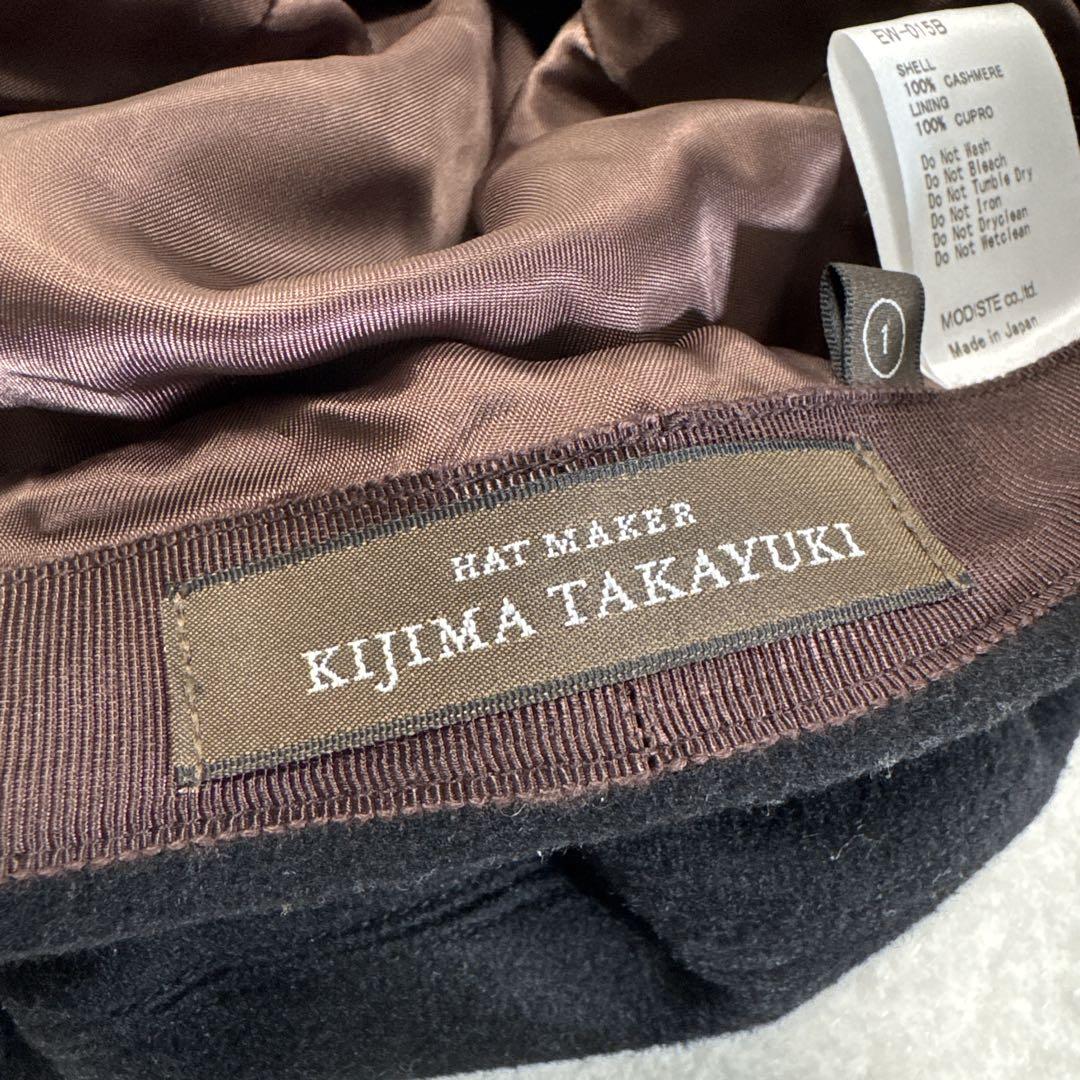 EW-015B
SHELL
100% CASHMERE
LINING
100% CUPRO
Do Not Wash
Do Not Bleach
Do Not Tumble Dry
Do Not Iron
Do Not Dryclean
Do Not Wetclean
MODISTE co.,ltd.
Made in Japan
1
HAT MAKER
KIJIMA TAKAYUKI